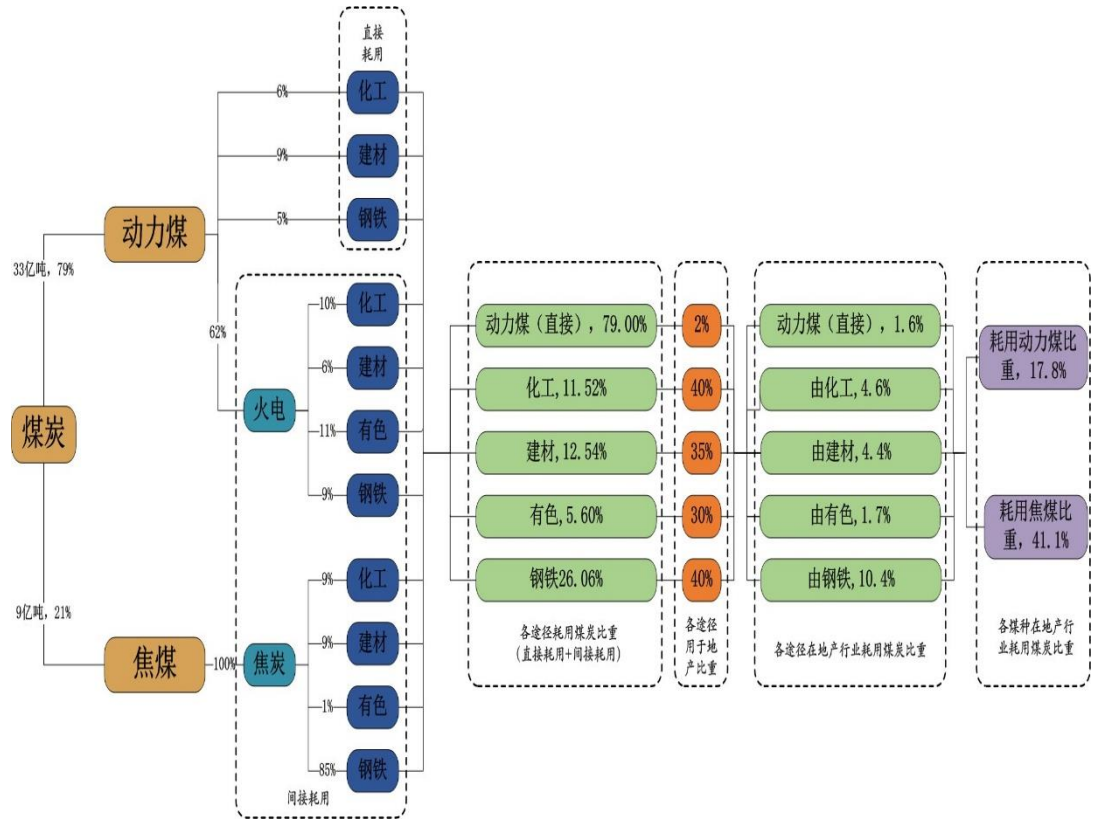 直接
耗用
6%
化工
9%
建材
5%
钢铁
动力煤
33亿吨，79%
62%
10%
化工
6%
建材
火电
11%
有色
9%
钢铁
煤炭
9亿吨，21%
焦煤
100%
焦炭
9%
化工
9%
建材
1%
有色
85%
钢铁
间接耗用
动力煤（直接），79.00%
化工,11.52%
建材,12.54%
有色,5.60%
钢铁26.06%
各途径耗用煤炭比重
(直接耗用+间接耗用)
2%
40%
35%
30%
40%
各途径
用于地
产比重
动力煤（直接），1.6%
由化工，4.6%
由建材，4.4%
由有色，1.7%
由钢铁，10.4%
各途径在地产行业耗用煤炭比重
耗用动力煤比
重，17.8%
耗用焦煤比
重，41.1%
各煤种在地产行
业耗用煤炭比重